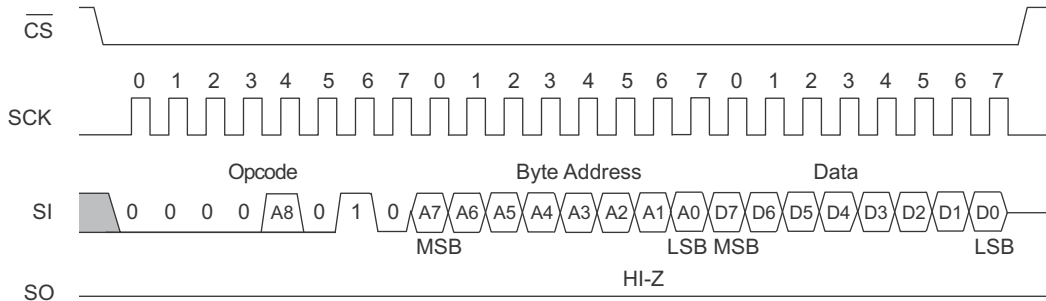 CS
0 1 2 3 4 5 6 7 0 1 2 3 4 5 6 7 0 1 2 3 4 5 6 7
SCK
Opcode Byte Address Data
SI 0 0 0 0 A8 0 1 0 A7 A6 A5 A4 A3 A2 A1 A0 D7 D6 D5 D4 D3 D2 D1 D0
MSB LSB MSB LSB
HI-Z
SO